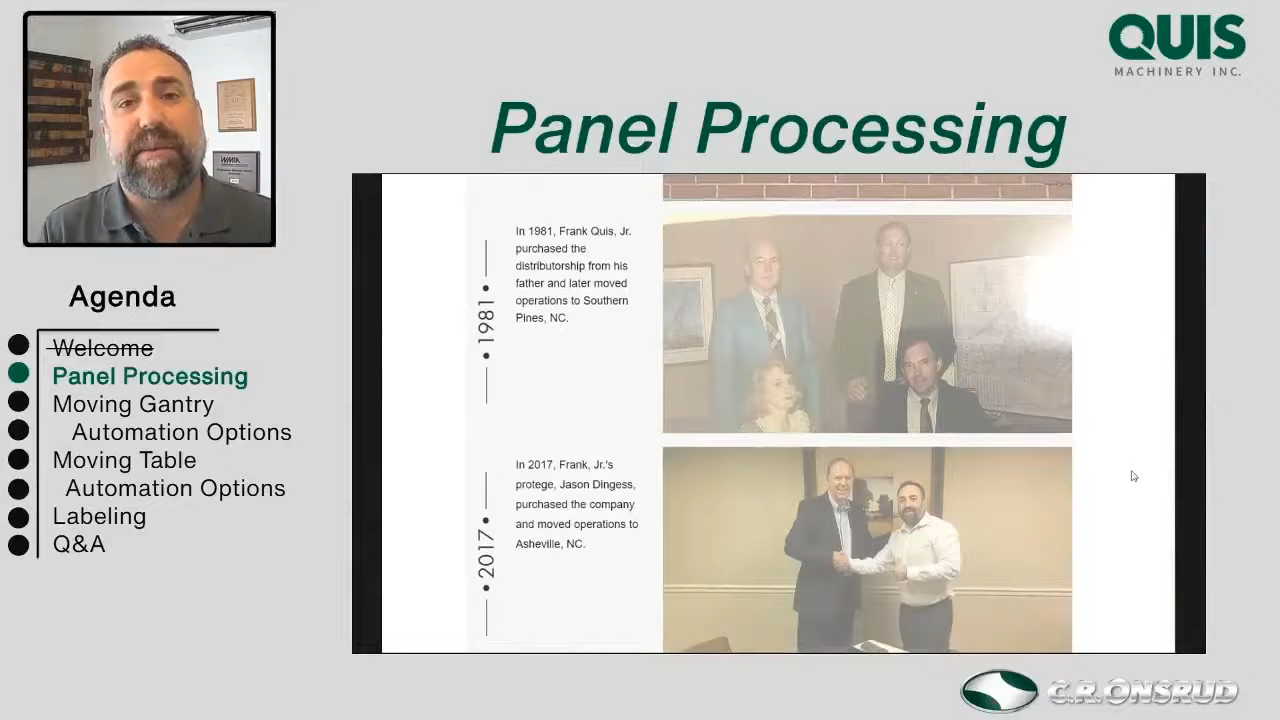 QUIS
MACHINERY INC.
Panel Processing
WMIA
Agenda
Welcome
Panel Processing
Moving Gantry
Automation Options
Moving Table
Automation Options
Labeling
Q&A
1981
In 1981, Frank Quis, Jr.
purchased the
distributorship from his
father and later moved
operations to Southern
Pines, NC.
2017
In 2017, Frank, Jr.'s
protege, Jason Dingess,
purchased the company
and moved operations to
Asheville, NC.
C.R. ONSRUD